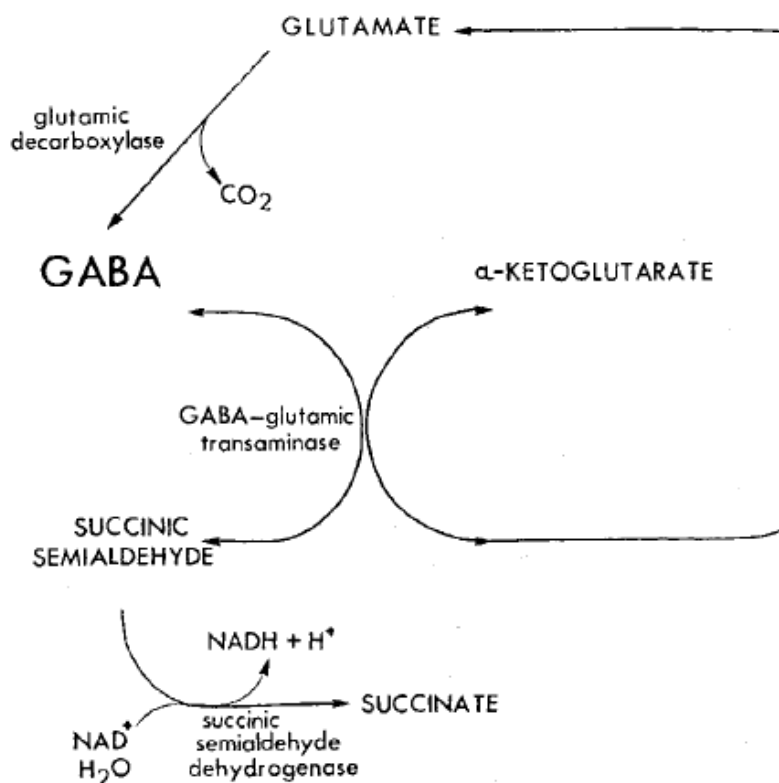 GLUTAMATE
glutamic
decarboxylase
CO2
GABA
α-KETOGLUTARATE
GABA-glutamic
transaminase
SUCCINIC
SEMIALDEHYDE
NADH + H+
SUCCINATE
NAD+
H2O
succinic
semialdehyde
dehydrogenase